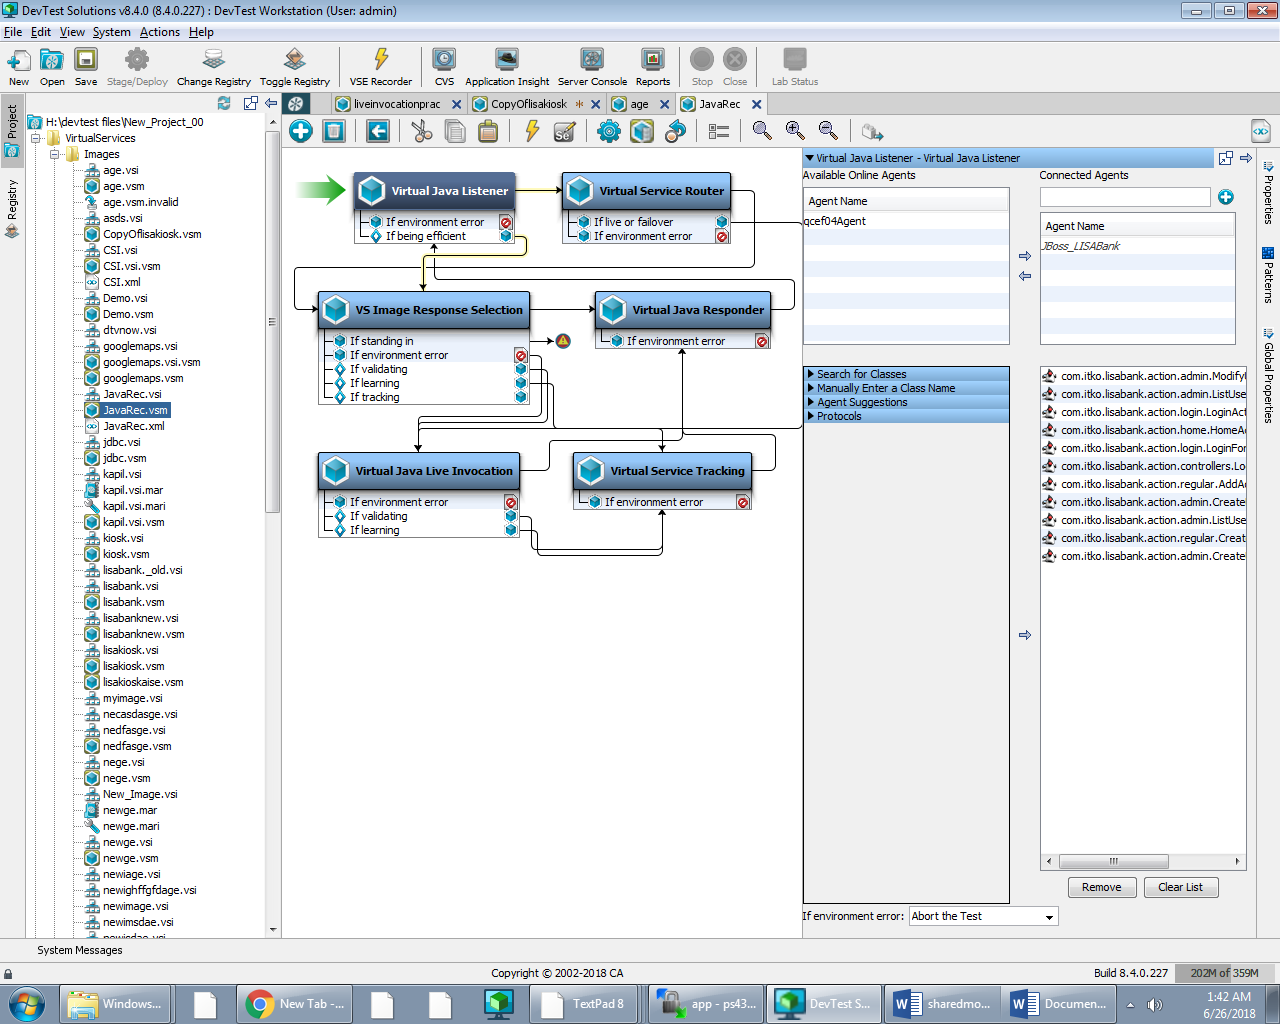 DevTest Solutions v8.4.0 (8.4.0.227) : DevTest Workstation (User: admin)
File Edit View System Actions Help
New Open Save Stage/Deploy Change Registry Toggle Registry VSE Recorder CVS Application Insight Server Console Reports Stop Close Lab Status
Project
Registry
H:\devtest files\New_Project_00
VirtualServices
Images
age.vsi
age.vsm
age.vsm.invalid
asds.vsi
CopyOflisakiosk.vsm
CSI.vsi
CSI.vsi.vsm
CSI.xml
Demo.vsi
Demo.vsm
dtvnow.vsi
googlemaps.vsi
googlemaps.vsi.vsm
googlemaps.vsm
JavaRec.vsi
JavaRec.vsm
JavaRec.xml
jdbc.vsi
jdbc.vsm
kapil.vsi
kapil.vsi.mar
kapil.vsi.mari
kapil.vsi.vsm
kiosk.vsi
kiosk.vsm
lisabank._old.vsi
lisabank.vsi
lisabank.vsm
lisabanknew.vsi
lisabanknew.vsm
lisakiosk.vsi
lisakiosk.vsm
lisakioskaise.vsm
myimage.vsi
necasdasge.vsi
nedfasge.vsi
nedfasge.vsm
nege.vsi
nege.vsm
New_Image.vsi
newge.mar
newge.mari
newge.vsi
newge.vsm
newiage.vsi
newighffgfdage.vsi
newimage.vsi
newimsdae.vsi
newisdae.vsi
liveinvocationprac CopyOflisakiosk * age JavaRec
Virtual Java Listener
If environment error
If being efficient
Virtual Service Router
If live or failover
If environment error
VS Image Response Selection
If standing in
If environment error
If validating
If learning
If tracking
Virtual Java Responder
If environment error
Virtual Java Live Invocation
If environment error
If validating
If learning
Virtual Service Tracking
If environment error
Virtual Java Listener - Virtual Java Listener
Available Online Agents
Agent Name
qcef04Agent
Connected Agents
Agent Name
JBoss_LISABank
Search for Classes
Manually Enter a Class Name
Agent Suggestions
Protocols
com.itko.lisabank.action.admin.Modify
com.itko.lisabank.action.admin.ListUse
com.itko.lisabank.action.login.LoginAct
com.itko.lisabank.action.home.HomeA
com.itko.lisabank.action.login.LoginFor
com.itko.lisabank.action.controllers.Lo
com.itko.lisabank.action.regular.AddA
com.itko.lisabank.action.admin.Create
com.itko.lisabank.action.admin.ListUse
com.itko.lisabank.action.regular.Creat
com.itko.lisabank.action.admin.Create
Remove Clear List
If environment error: Abort the Test
Properties
Patterns
Global Properties
System Messages
Copyright © 2002-2018 CA
Build 8.4.0.227
202M of 359M
Windows... New Tab -... TextPad 8 app - ps43... DevTest S... sharedmo... Documen...
1:42 AM
6/26/2018